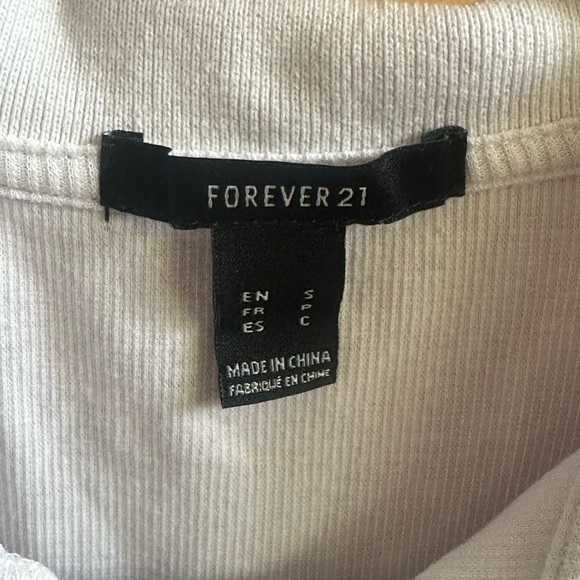 FOREVER 21
EN S
FR P
ES C
MADE IN CHINA
FABRIQUÉ EN CHINE